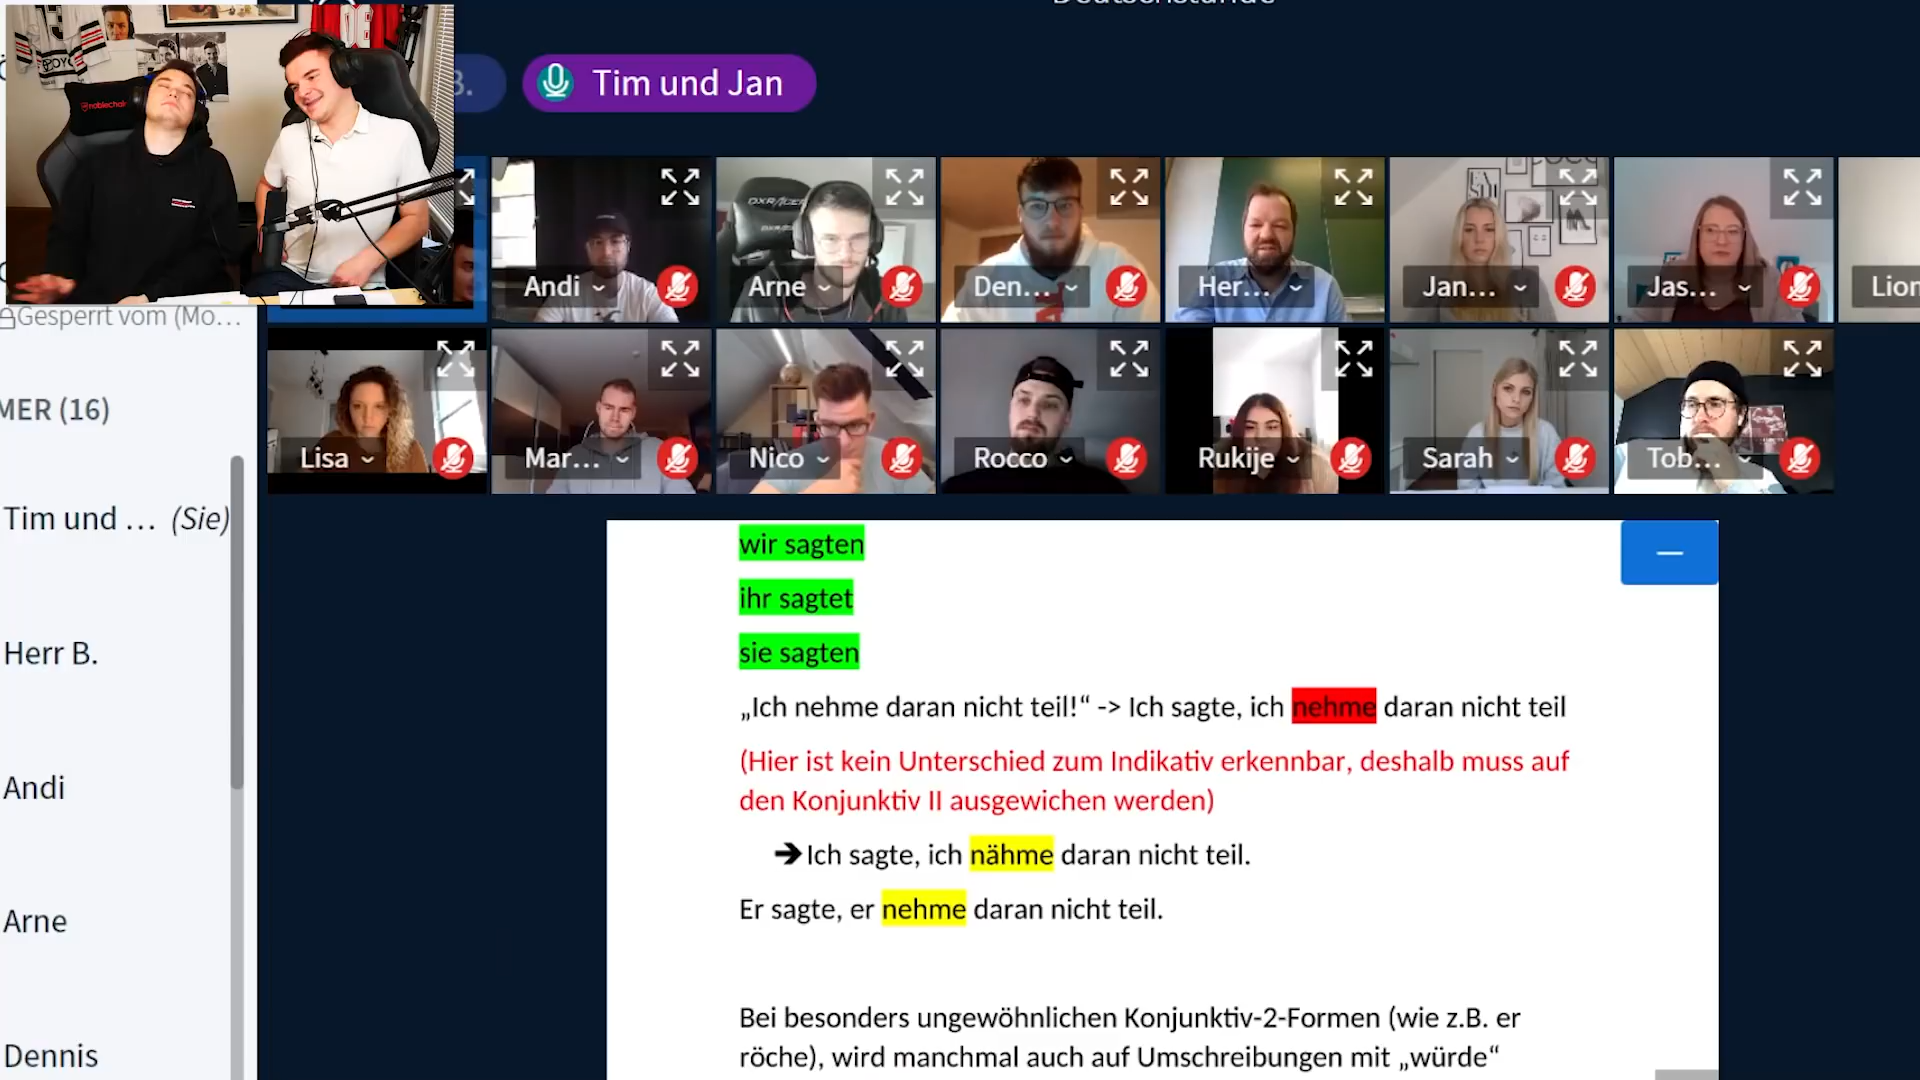 Deutschstunde
B.
Tim und Jan
noblechairs
DXRACER
Andi
Arne
Den...
Her...
Jan...
Jas...
Lion
Gesperrt vom (Mo...
Lisa
Mar...
Nico
Rocco
Rukije
Sarah
Tob...
MER (16)
Tim und ... (Sie)
Herr B.
Andi
Arne
Dennis
wir sagten
ihr sagtet
sie sagten
„Ich nehme daran nicht teil!“ -> Ich sagte, ich nehme daran nicht teil
(Hier ist kein Unterschied zum Indikativ erkennbar, deshalb muss auf
den Konjunktiv II ausgewichen werden)
➔Ich sagte, ich nähme daran nicht teil.
Er sagte, er nehme daran nicht teil.
Bei besonders ungewöhnlichen Konjunktiv-2-Formen (wie z.B. er
röche), wird manchmal auch auf Umschreibungen mit „würde“